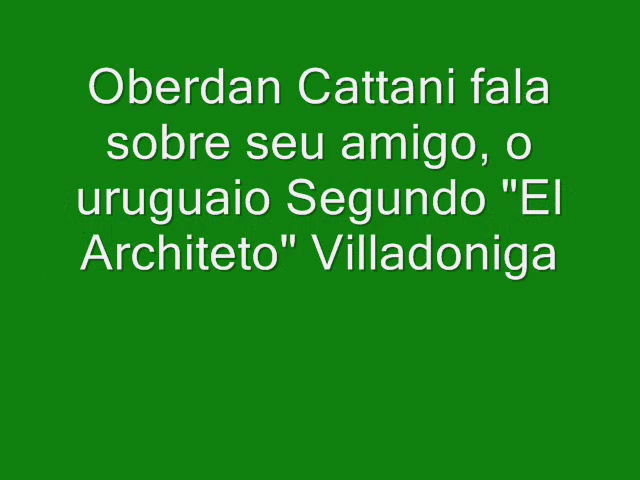 Oberdan Cattani fala
sobre seu amigo, o
uruguaio Segundo "El
Architeto" Villadoniga